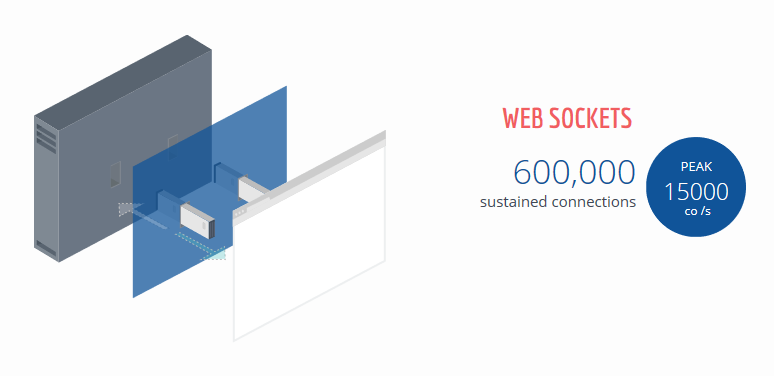 WEB SOCKETS
600,000
sustained connections
PEAK
15000
co /s